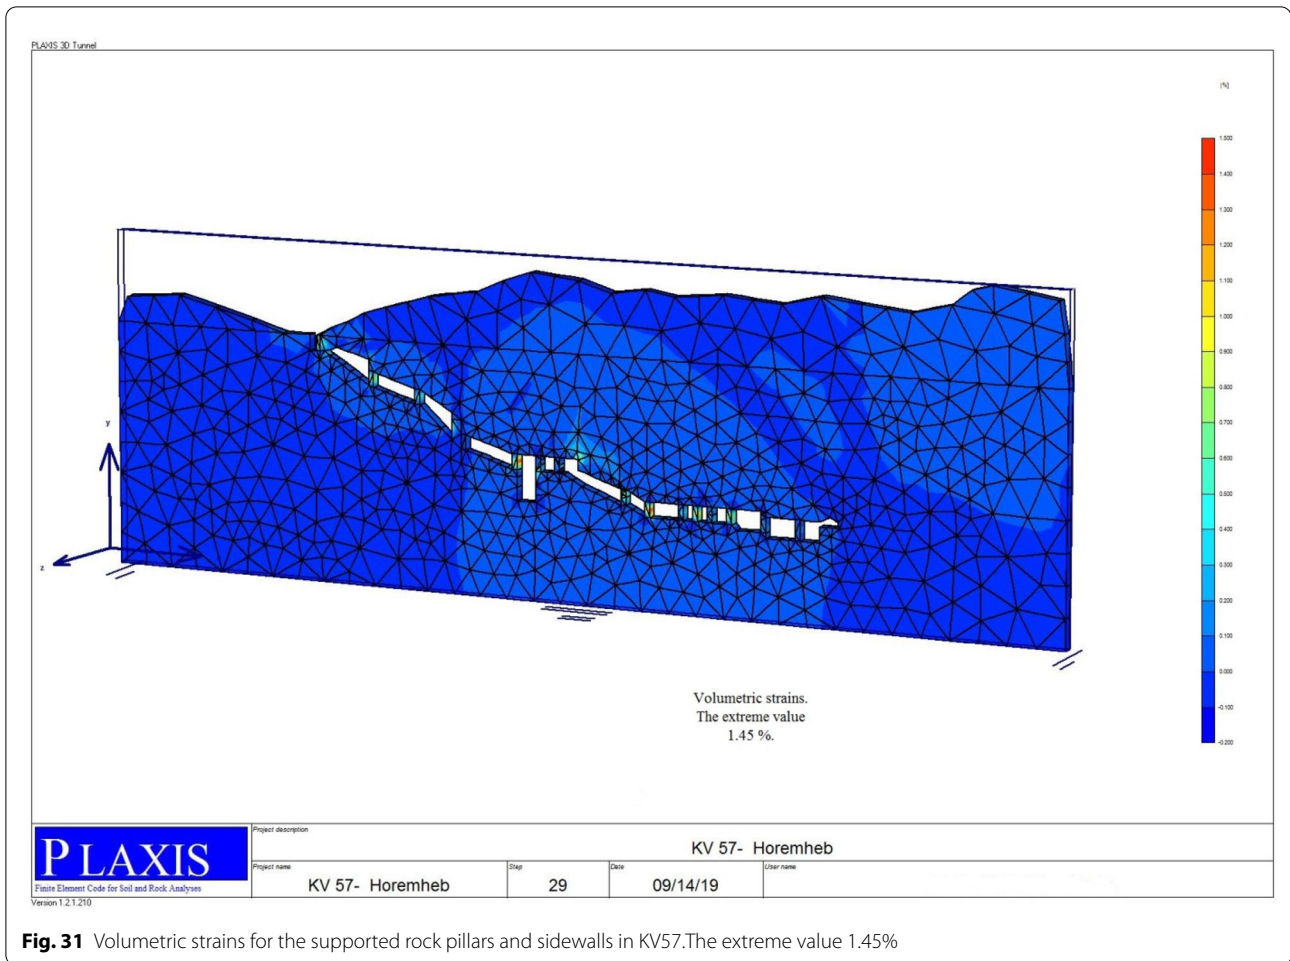 PLAXIS 3D Tunnel
[%]
1.500
1.400
1.300
1.200
1.100
1.000
0.900
0.800
0.700
0.600
0.500
0.400
0.300
0.200
0.100
0.000
-0.100
-0.200
y
z
Volumetric strains.
The extreme value
1.45 %.
PLAXIS
Finite Element Code for Soil and Rock Analyses
Version 1.2.1.210
Project description
KV 57- Horemheb
Project name
KV 57- Horemheb
Step
29
Date
09/14/19
User name
Fig. 31 Volumetric strains for the supported rock pillars and sidewalls in KV57.The extreme value 1.45%